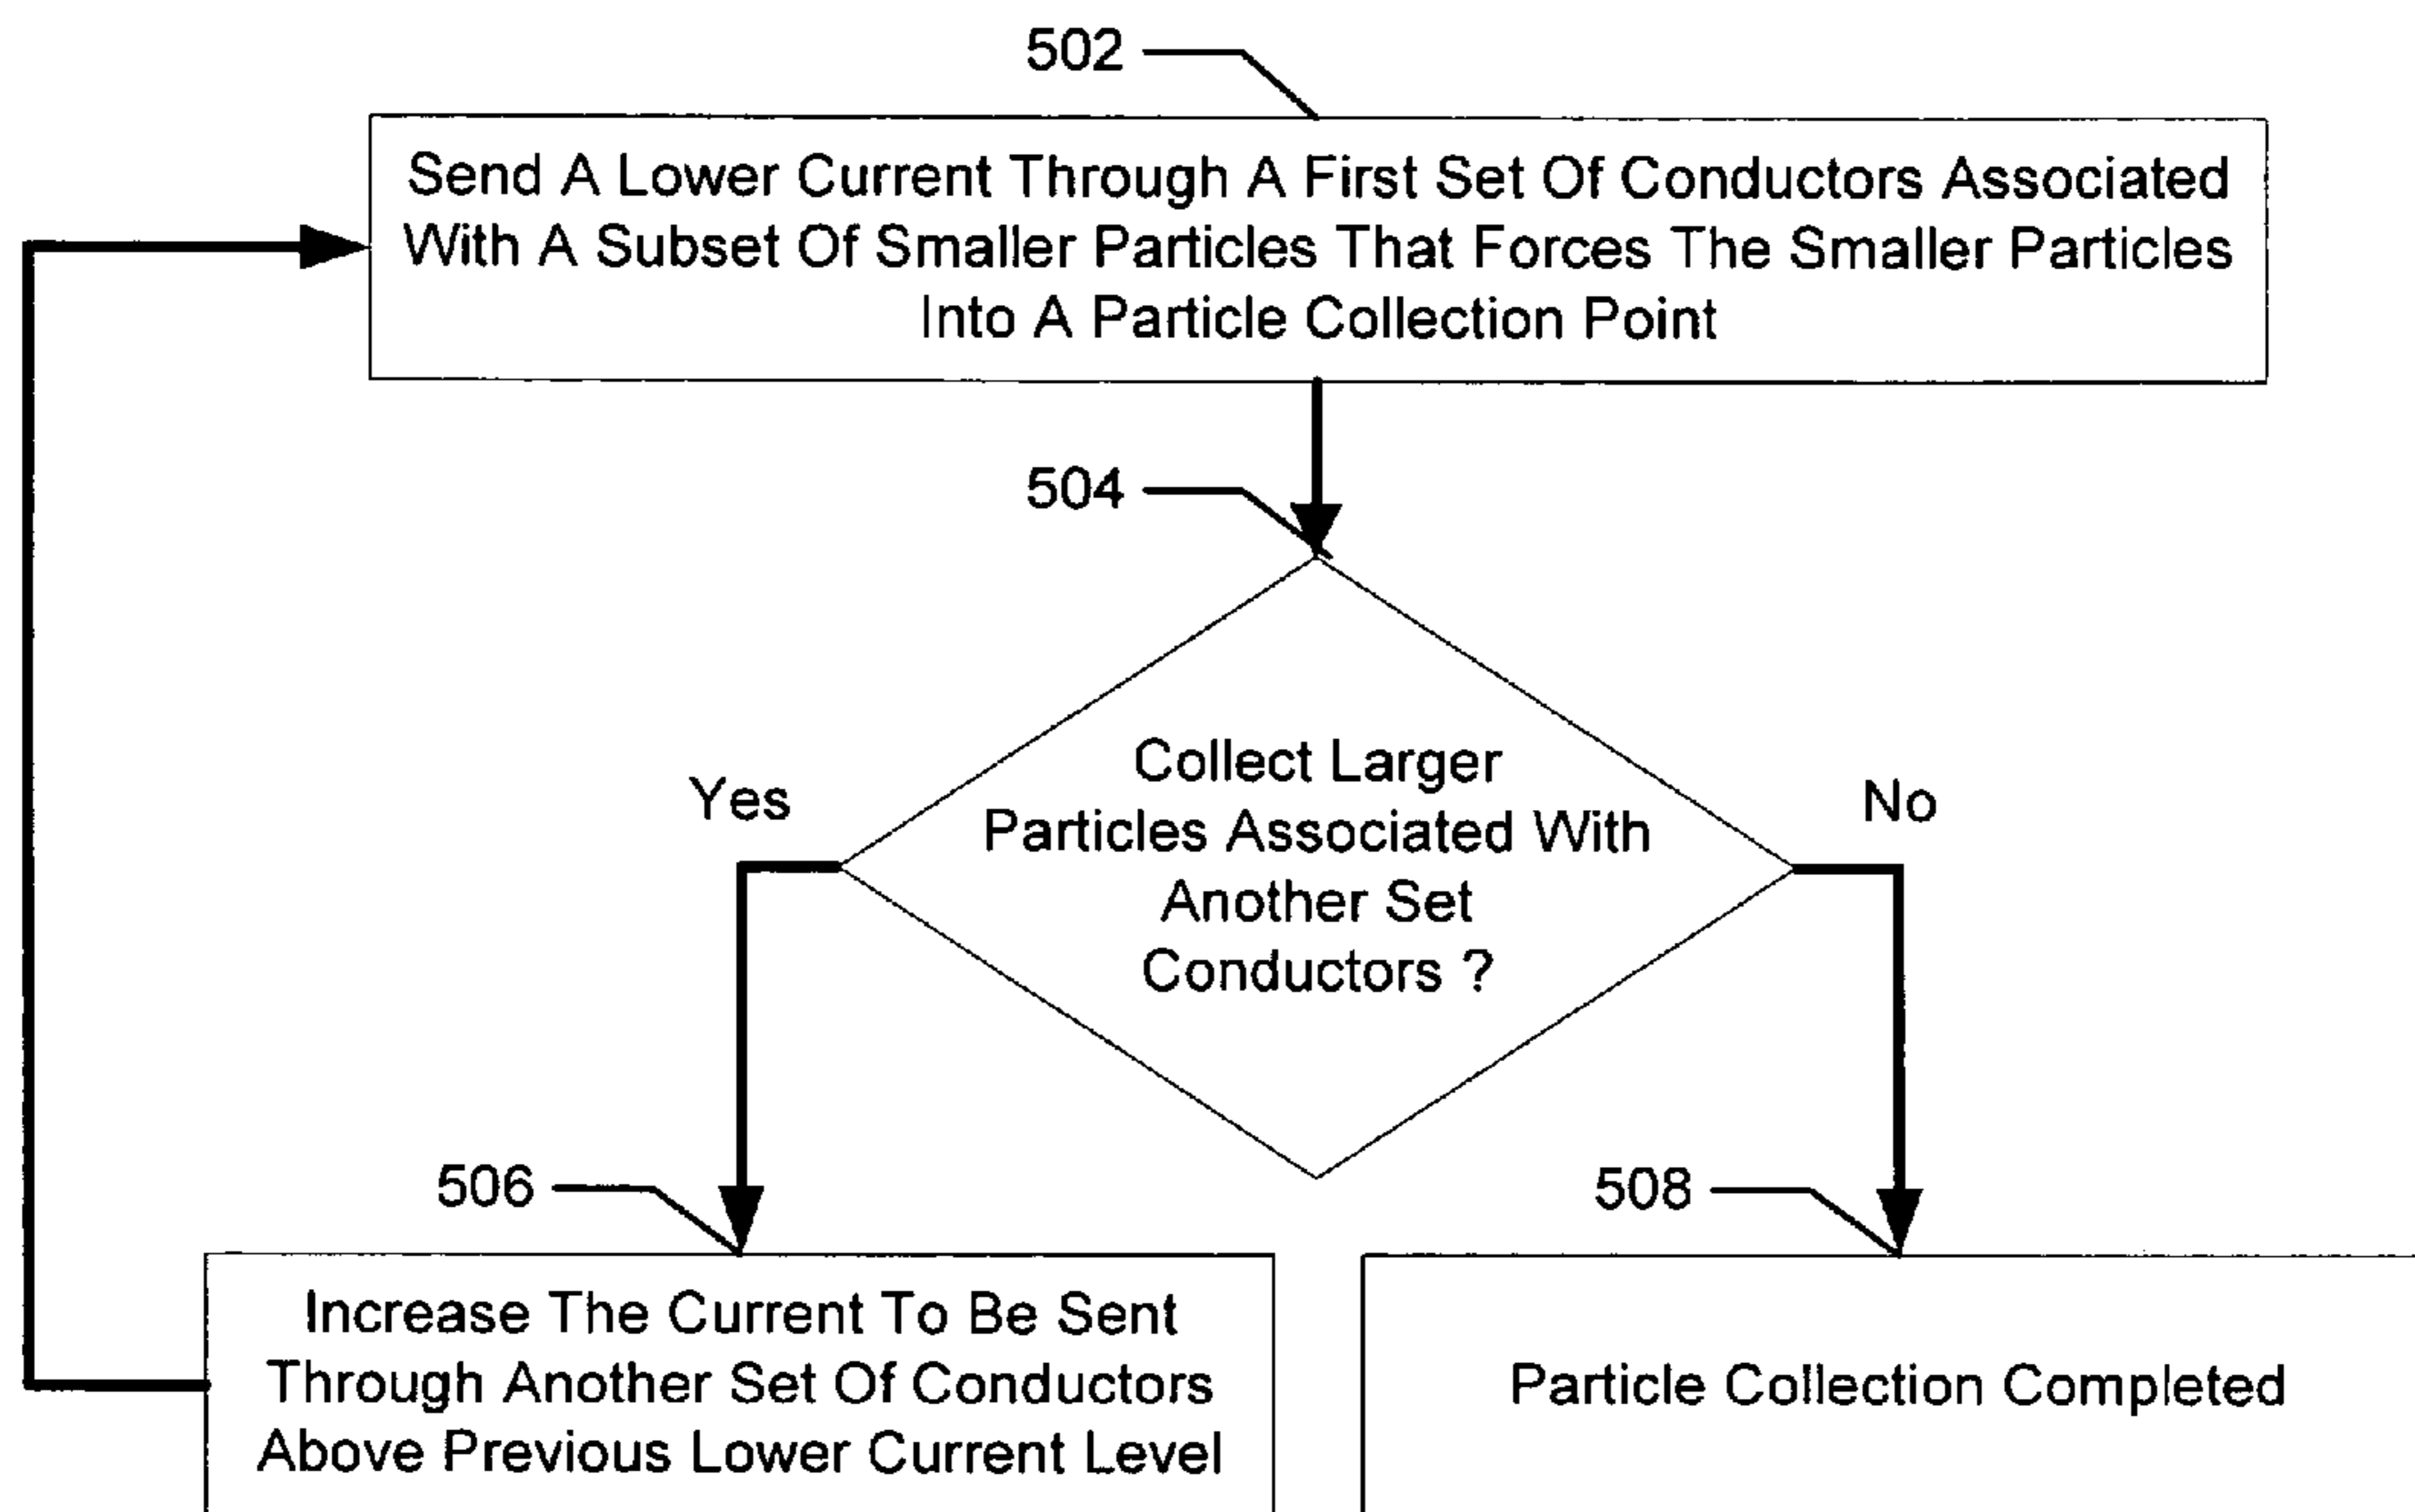 502
Send A Lower Current Through A First Set Of Conductors Associated
With A Subset Of Smaller Particles That Forces The Smaller Particles
Into A Particle Collection Point
504
Collect Larger
Particles Associated With
Another Set
Conductors ?
Yes
No
506
Increase The Current To Be Sent
Through Another Set Of Conductors
Above Previous Lower Current Level
508
Particle Collection Completed